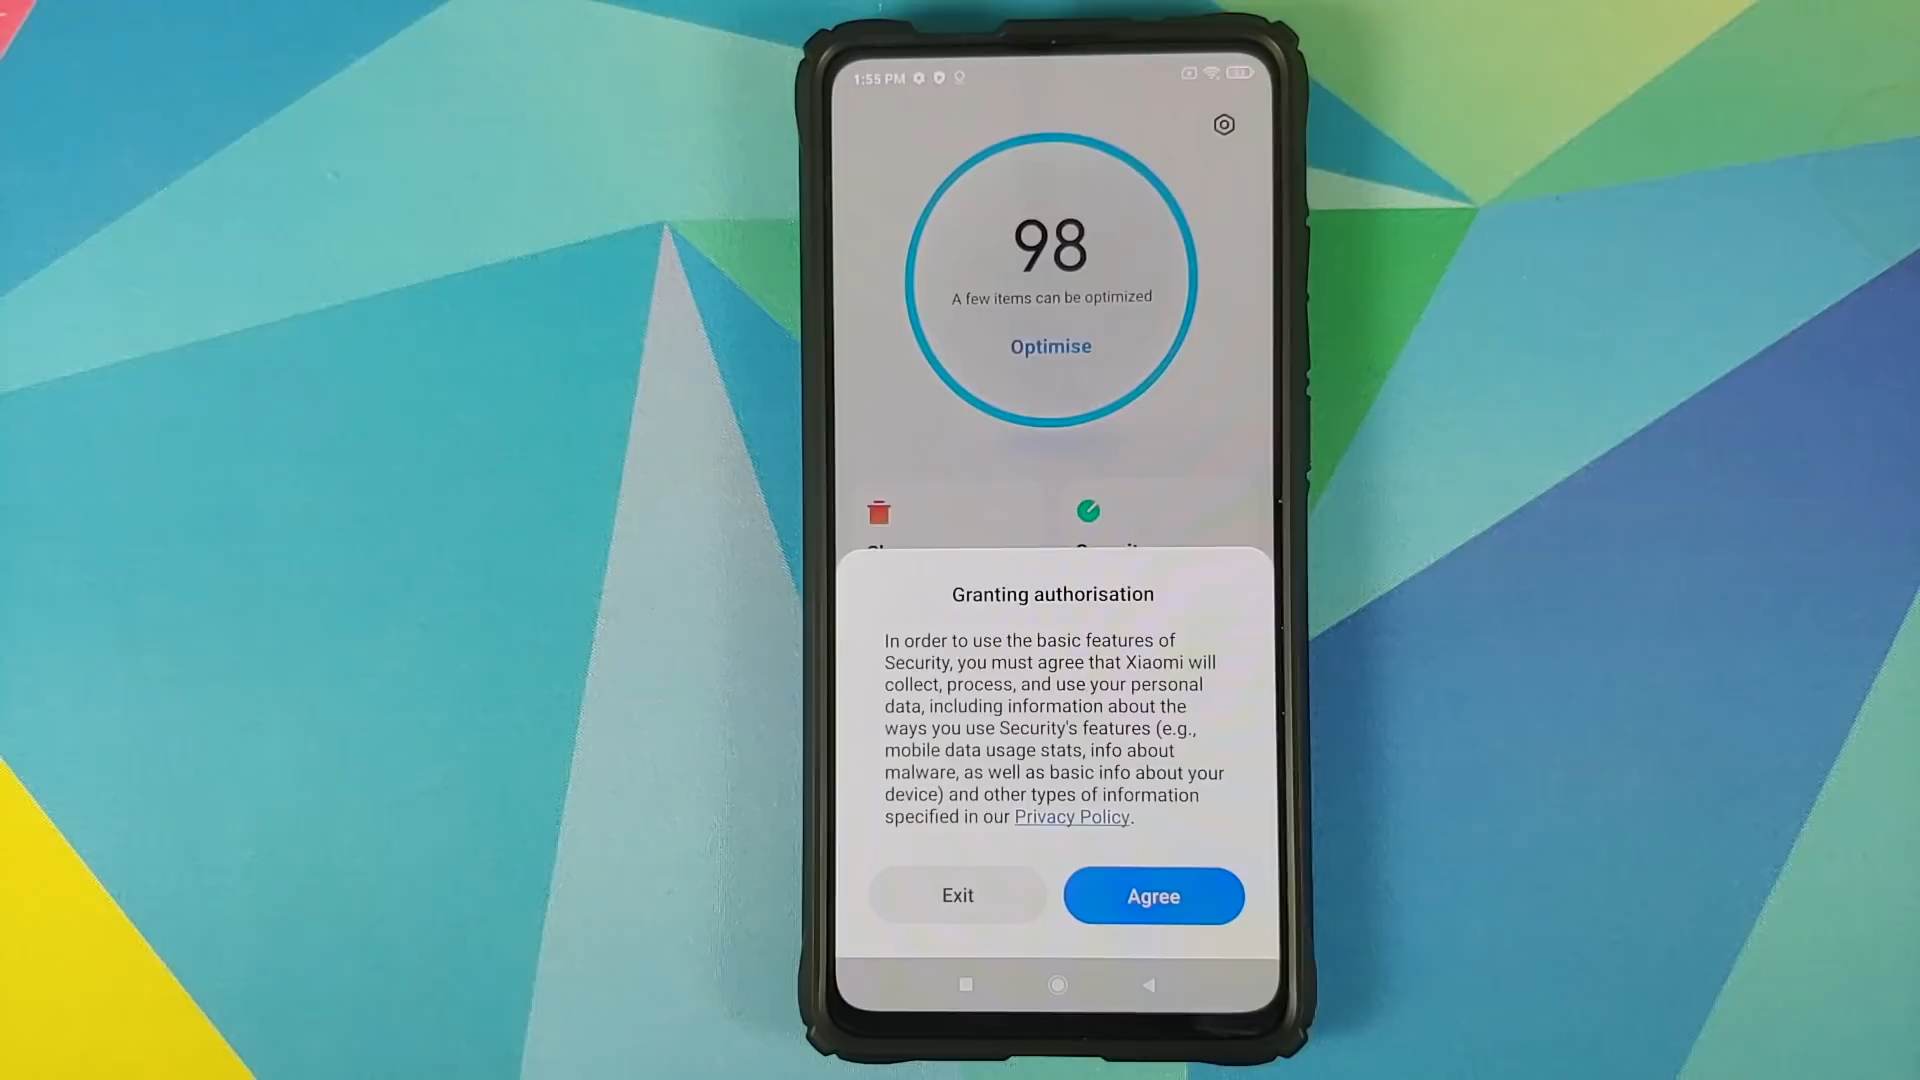 1:55 PM
98
A few items can be optimized
Optimise
Granting authorisation
In order to use the basic features of
Security, you must agree that Xiaomi will
collect, process, and use your personal
data, including information about the
ways you use Security's features (e.g.,
mobile data usage stats, info about
malware, as well as basic info about your
device) and other types of information
specified in our Privacy Policy.
Exit
Agree